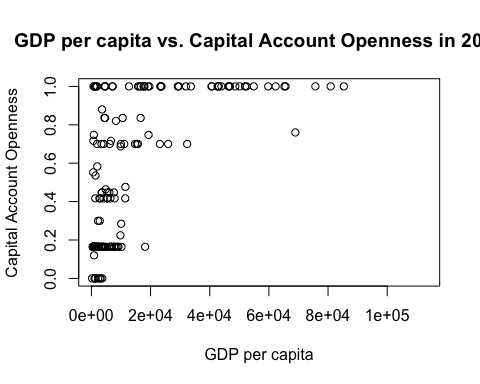 GDP per capita vs. Capital Account Openness in 20
Capital Account Openness
1.0
0.8
0.6
0.4
0.2
0.0
0e+00 2e+04 4e+04 6e+04 8e+04 1e+05
GDP per capita